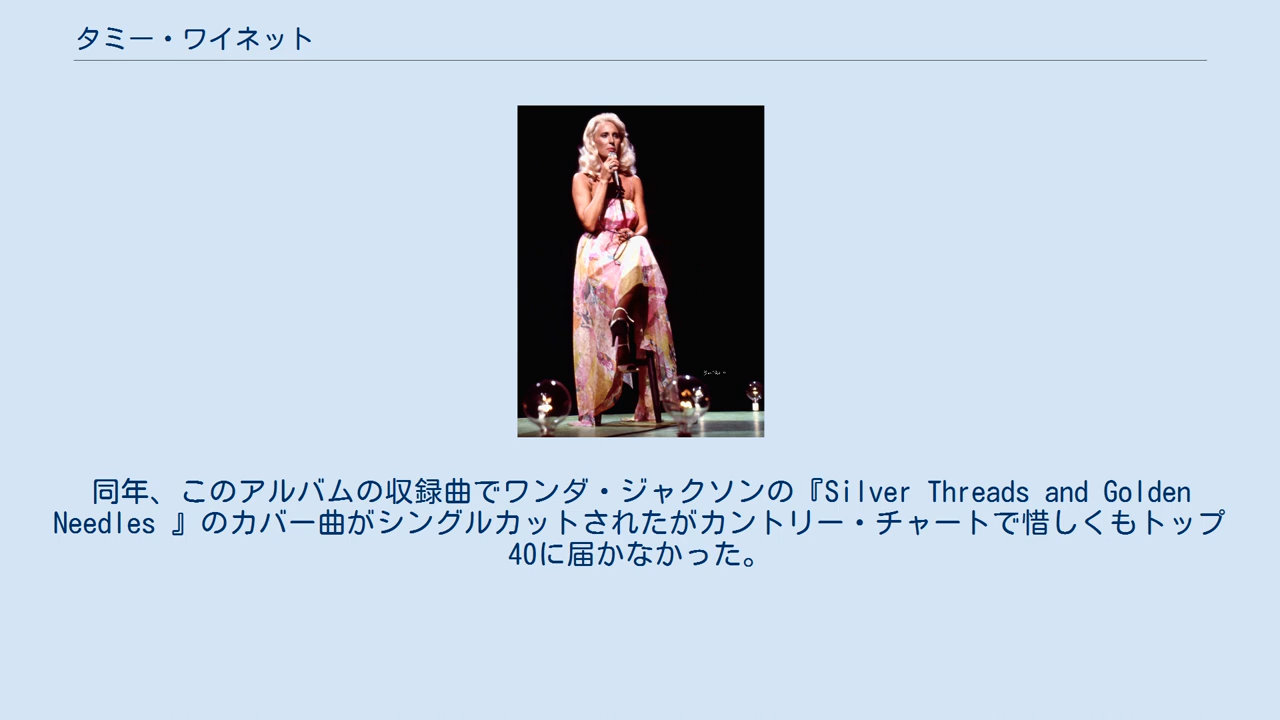 タミー・ワイネット
同年、このアルバムの収録曲でワンダ・ジャクソンの『Silver Threads and Golden
Needles 』のカバー曲がシングルカットされたがカントリー・チャートで惜しくもトップ
40に届かなかった。